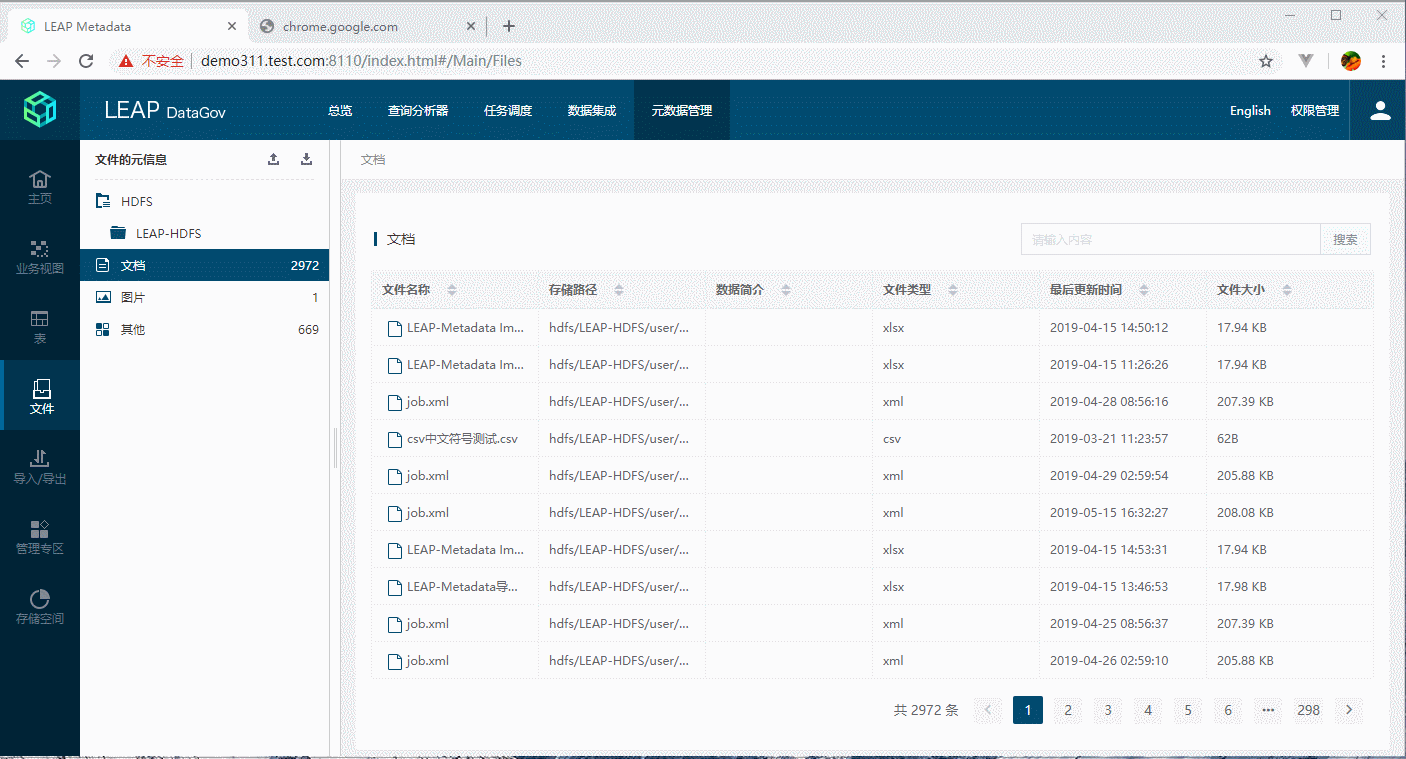 LEAP Metadata
chrome.google.com
不安全 demo311.test.com:8110/index.html#/Main/Files
LEAP DataGov 总览 查询分析器 任务调度 数据集成 元数据管理 English 权限管理
主页
业务视图
表
文件
导入/导出
管理专区
存储空间
文件的元信息
HDFS
LEAP-HDFS
文档 2972
图片 1
其他 669
文档
文档 请输入内容 搜索
文件名称 存储路径 数据简介 文件类型 最后更新时间 文件大小
LEAP-Metadata Im... hdfs/LEAP-HDFS/user/... xlsx 2019-04-15 14:50:12 17.94 KB
LEAP-Metadata Im... hdfs/LEAP-HDFS/user/... xlsx 2019-04-15 11:26:26 17.94 KB
job.xml hdfs/LEAP-HDFS/user/... xml 2019-04-28 08:56:16 207.39 KB
csv中文符号测试.csv hdfs/LEAP-HDFS/user/... csv 2019-03-21 11:23:57 62B
job.xml hdfs/LEAP-HDFS/user/... xml 2019-04-29 02:59:54 205.88 KB
job.xml hdfs/LEAP-HDFS/user/... xml 2019-05-15 16:32:27 208.08 KB
LEAP-Metadata Im... hdfs/LEAP-HDFS/user/... xlsx 2019-04-15 14:53:31 17.94 KB
LEAP-Metadata导... hdfs/LEAP-HDFS/user/... xlsx 2019-04-15 13:46:53 17.98 KB
job.xml hdfs/LEAP-HDFS/user/... xml 2019-04-25 08:56:37 207.39 KB
job.xml hdfs/LEAP-HDFS/user/... xml 2019-04-26 02:59:10 205.88 KB
共 2972 条 1 2 3 4 5 6 ••• 298